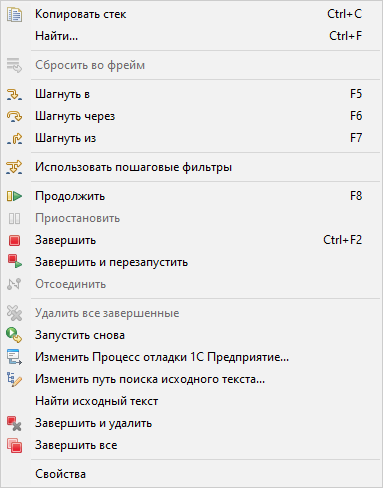 Копировать стек Ctrl+C
Найти... Ctrl+F
Сбросить во фрейм
Шагнуть в F5
Шагнуть через F6
Шагнуть из F7
Использовать пошаговые фильтры
Продолжить F8
Приостановить
Завершить Ctrl+F2
Завершить и перезапустить
Отсоединить
Удалить все завершенные
Запустить снова
Изменить Процесс отладки 1С Предприятие...
Изменить путь поиска исходного текста...
Найти исходный текст
Завершить и удалить
Завершить все
Свойства